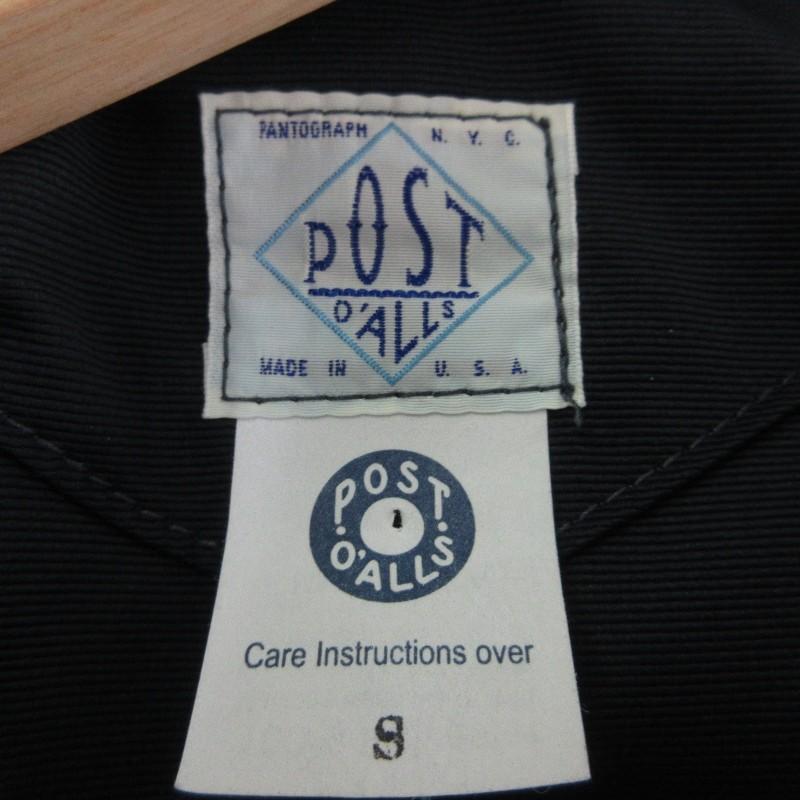 PANTOGRAPH N. Y. C.
POST
O'ALLS
MADE IN U. S. A.
POST
O'ALLS
Care Instructions over
S